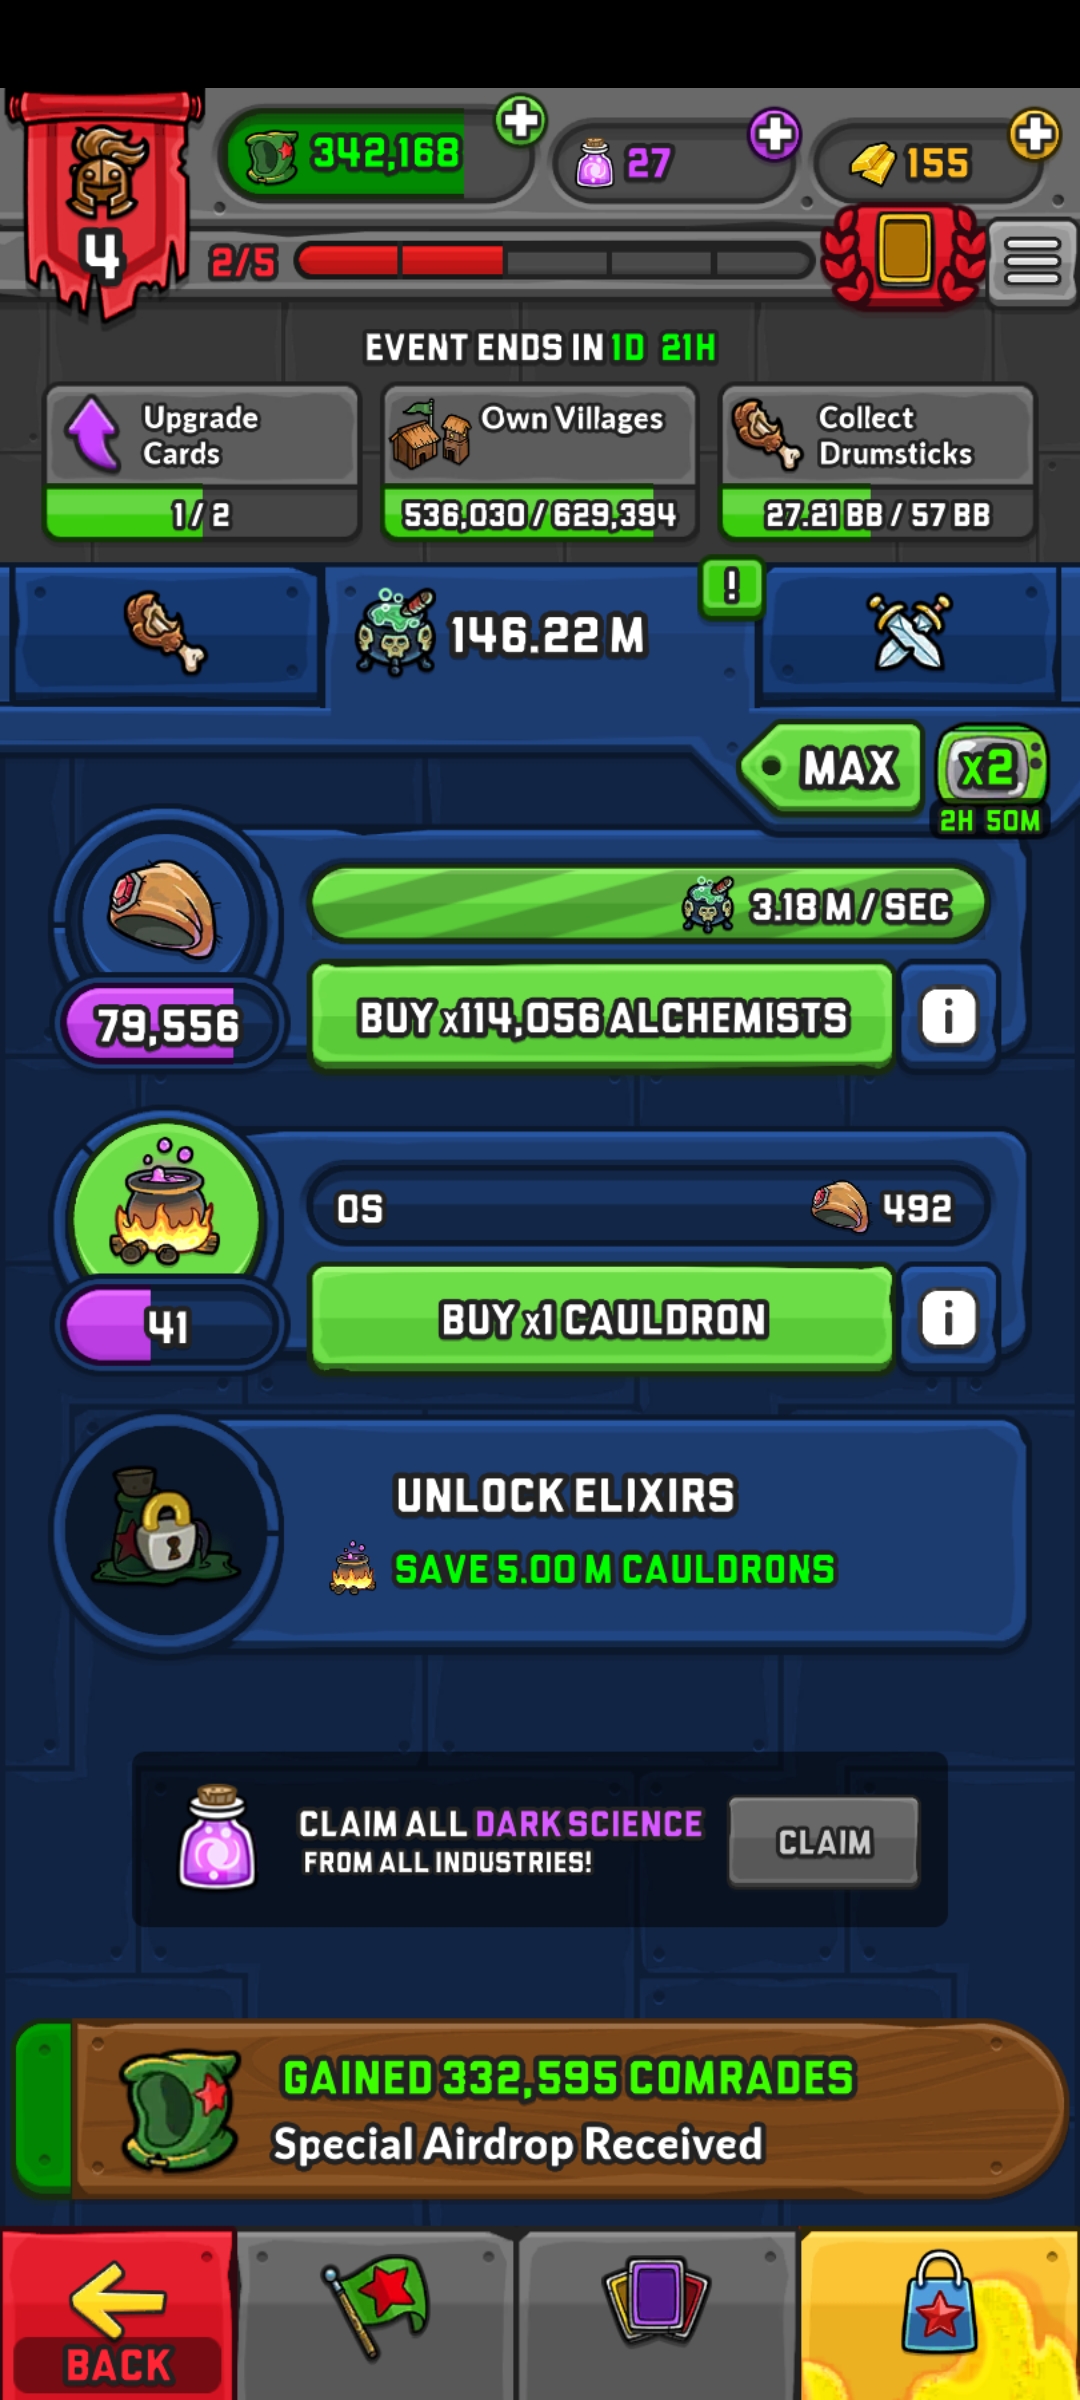 342,168
27
155
4
2/5
EVENT ENDS IN 1D 21H
Upgrade
Cards
1/2
Own Villages
536,030/629,394
Collect
Drumsticks
27.21 BB / 57 BB
146.22 M
!
MAX
x2
2H 50M
3.18 M / SEC
79,556
BUY x114,056 ALCHEMISTS
i
0S
492
41
BUY x1 CAULDRON
i
UNLOCK ELIXIRS
SAVE 5.00 M CAULDRONS
CLAIM ALL DARK SCIENCE
FROM ALL INDUSTRIES!
CLAIM
GAINED 332,595 COMRADES
Special Airdrop Received
BACK